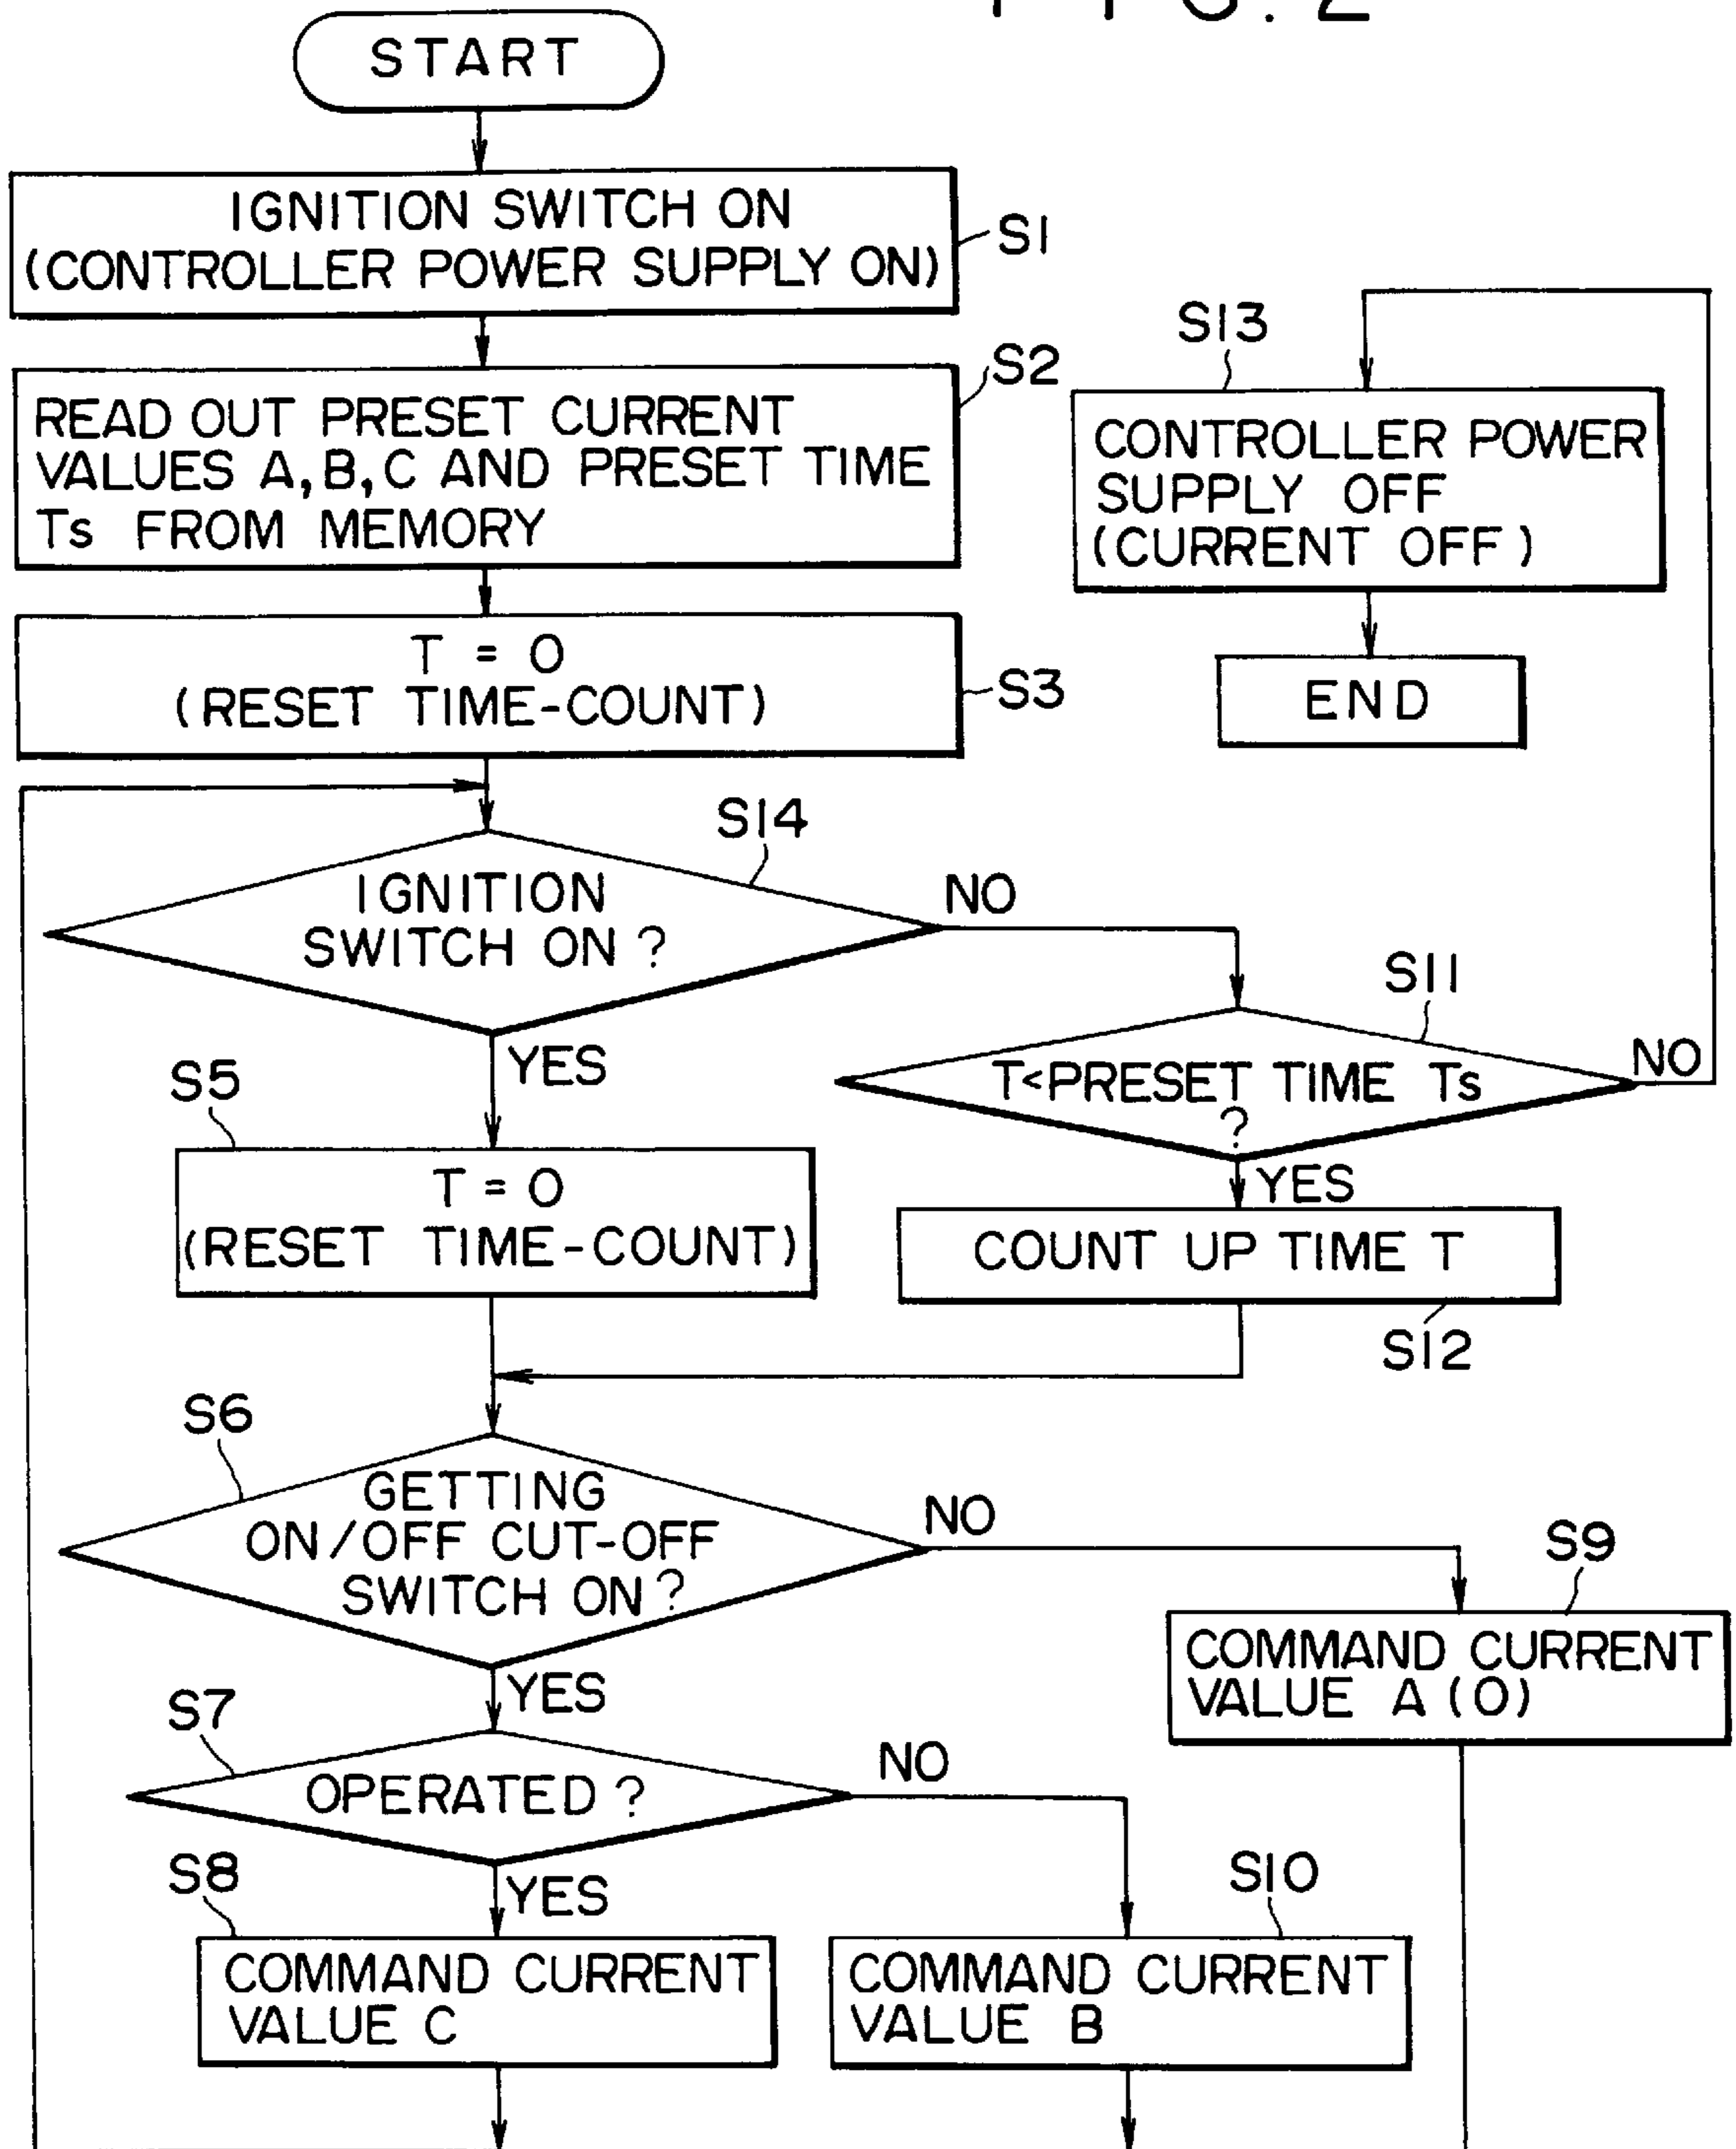 FIG. 2
START
IGNITION SWITCH ON
(CONTROLLER POWER SUPPLY ON)
S1
READ OUT PRESET CURRENT
VALUES A, B, C AND PRESET TIME
Ts FROM MEMORY
S2
S13
CONTROLLER POWER
SUPPLY OFF
(CURRENT OFF)
END
T = 0
(RESET TIME-COUNT)
S3
S14
IGNITION
SWITCH ON ?
NO
YES
S11
T<PRESET TIME Ts
?
NO
YES
S5
T = 0
(RESET TIME-COUNT)
COUNT UP TIME T
S12
S6
GETTING
ON/OFF CUT-OFF
SWITCH ON ?
NO
YES
S9
COMMAND CURRENT
VALUE A (0)
S7
OPERATED ?
NO
YES
S8
COMMAND CURRENT
VALUE C
S10
COMMAND CURRENT
VALUE B